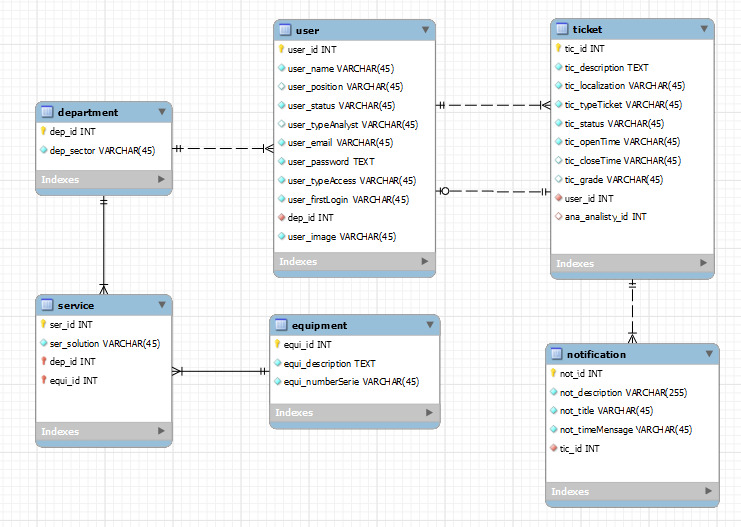 department
dep_id INT
dep_sector VARCHAR(45)
Indexes
user
user_id INT
user_name VARCHAR(45)
user_position VARCHAR(45)
user_status VARCHAR(45)
user_typeAnalyst VARCHAR(45)
user_email VARCHAR(45)
user_password TEXT
user_typeAccess VARCHAR(45)
user_firstLogin VARCHAR(45)
dep_id INT
user_image VARCHAR(45)
Indexes
ticket
tic_id INT
tic_description TEXT
tic_localization VARCHAR(45)
tic_typeTicket VARCHAR(45)
tic_status VARCHAR(45)
tic_openTime VARCHAR(45)
tic_closeTime VARCHAR(45)
tic_grade VARCHAR(45)
user_id INT
ana_analisty_id INT
Indexes
service
ser_id INT
ser_solution VARCHAR(45)
dep_id INT
equi_id INT
Indexes
equipment
equi_id INT
equi_description TEXT
equi_numberSerie VARCHAR(45)
Indexes
notification
not_id INT
not_description VARCHAR(255)
not_title VARCHAR(45)
not_timeMessage VARCHAR(45)
tic_id INT
Indexes